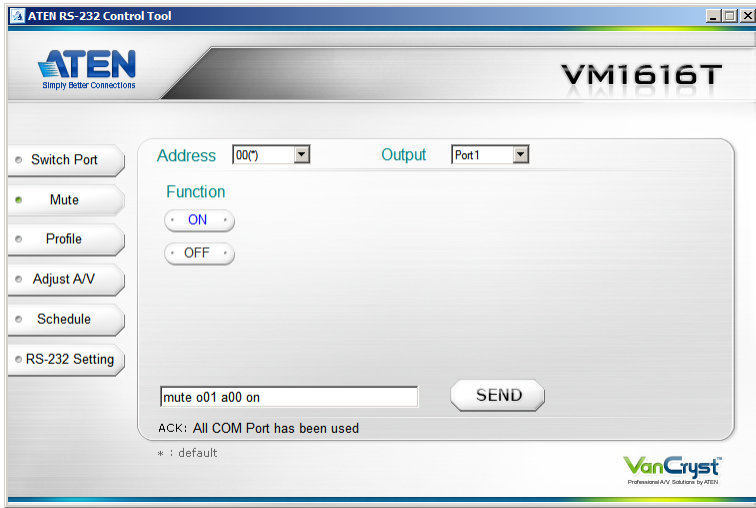 ATEN RS-232 Control Tool
ATEN
Simply Better Connections
VM1616T
Switch Port
Mute
Profile
Adjust A/V
Schedule
RS-232 Setting
Address 00(*) Output Port1
Function
ON
OFF
mute o01 a00 on
SEND
ACK: All COM Port has been used
* : default
VanCryst™
Professional A/V Solutions by ATEN